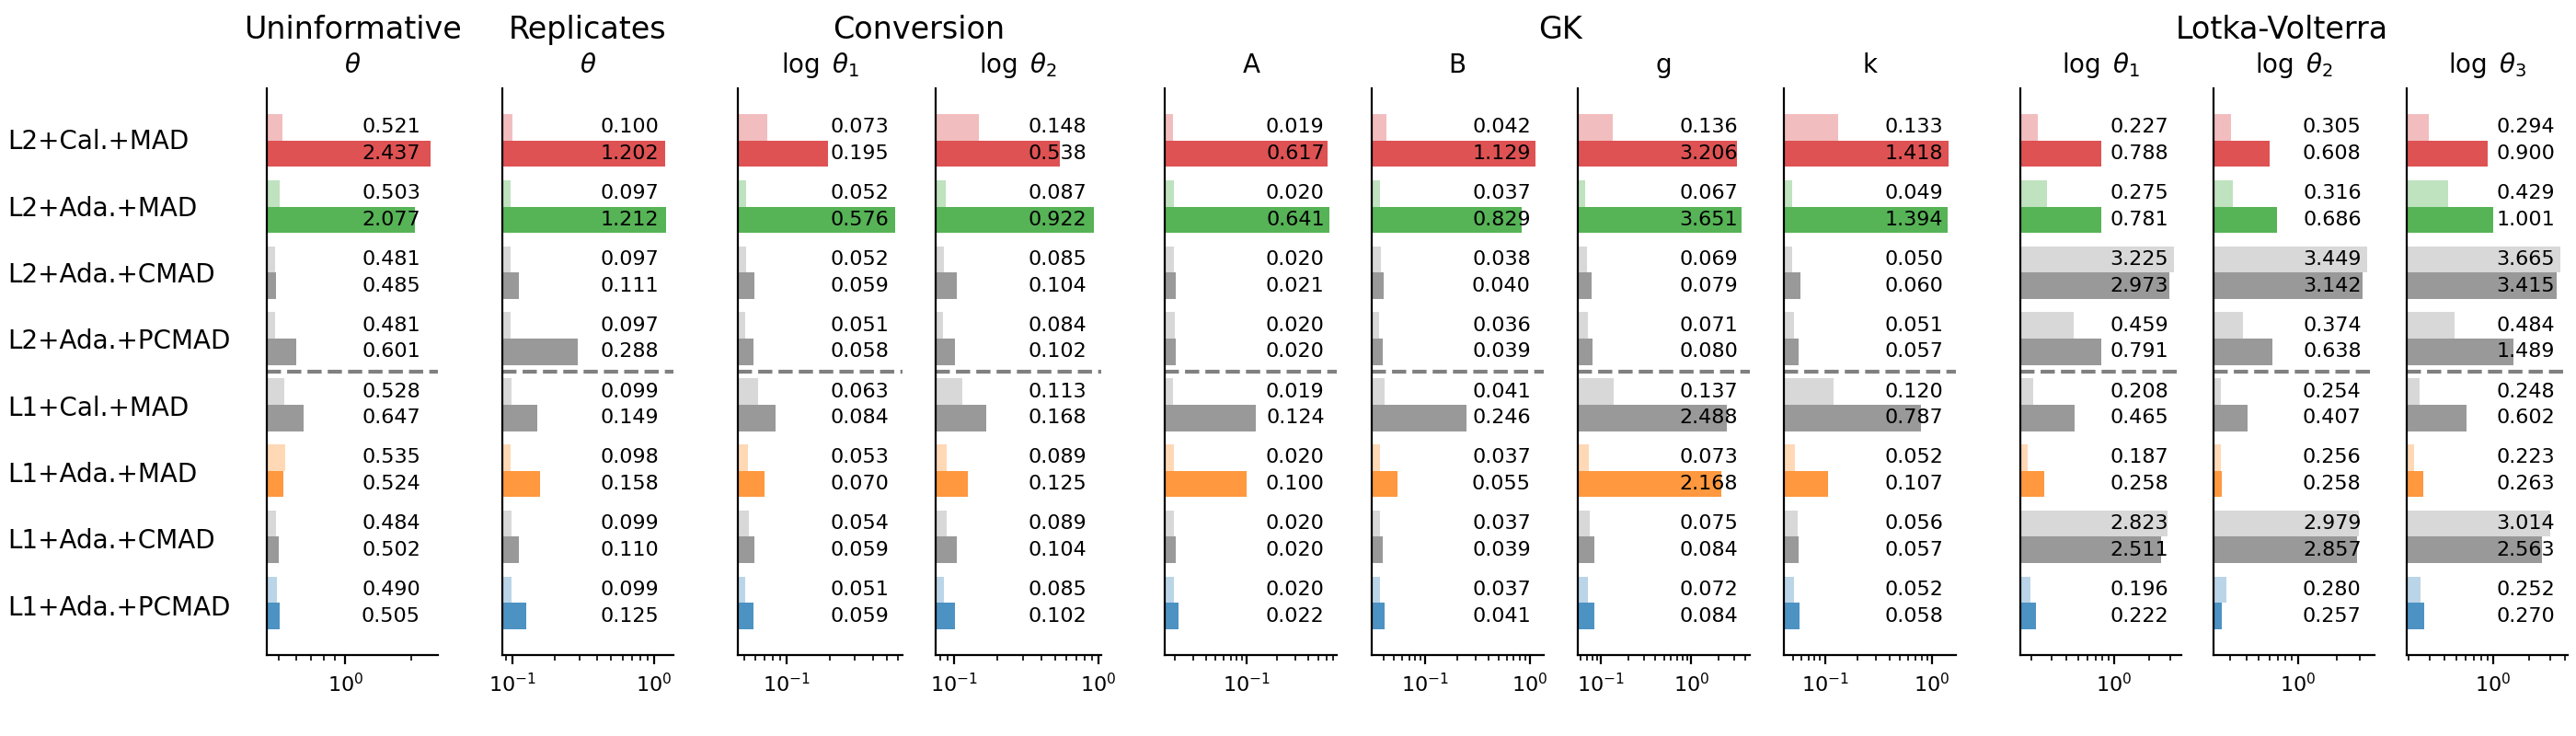 Uninformative Replicates Conversion GK Lotka-Volterra
θ θ log θ₁ log θ₂ A B g k log θ₁ log θ₂ log θ₃
0.521 0.100 0.073 0.148 0.019 0.042 0.136 0.133 0.227 0.305 0.294
L2+Cal.+MAD
2.437 1.202 0.195 0.538 0.617 1.129 3.206 1.418 0.788 0.608 0.900
0.503 0.097 0.052 0.087 0.020 0.037 0.067 0.049 0.275 0.316 0.429
L2+Ada.+MAD
2.077 1.212 0.576 0.922 0.641 0.829 3.651 1.394 0.781 0.686 1.001
0.481 0.097 0.052 0.085 0.020 0.038 0.069 0.050 3.225 3.449 3.665
L2+Ada.+CMAD
0.485 0.111 0.059 0.104 0.021 0.040 0.079 0.060 2.973 3.142 3.415
0.481 0.097 0.051 0.084 0.020 0.036 0.071 0.051 0.459 0.374 0.484
L2+Ada.+PCMAD
0.601 0.288 0.058 0.102 0.020 0.039 0.080 0.057 0.791 0.638 1.489
0.528 0.099 0.063 0.113 0.019 0.041 0.137 0.120 0.208 0.254 0.248
L1+Cal.+MAD
0.647 0.149 0.084 0.168 0.124 0.246 2.488 0.787 0.465 0.407 0.602
0.535 0.098 0.053 0.089 0.020 0.037 0.073 0.052 0.187 0.256 0.223
L1+Ada.+MAD
0.524 0.158 0.070 0.125 0.100 0.055 2.168 0.107 0.258 0.258 0.263
0.484 0.099 0.054 0.089 0.020 0.037 0.075 0.056 2.823 2.979 3.014
L1+Ada.+CMAD
0.502 0.110 0.059 0.104 0.020 0.039 0.084 0.057 2.511 2.857 2.563
0.490 0.099 0.051 0.085 0.020 0.037 0.072 0.052 0.196 0.280 0.252
L1+Ada.+PCMAD
0.505 0.125 0.059 0.102 0.022 0.041 0.084 0.058 0.222 0.257 0.270
10⁰ 10⁻¹ 10⁰ 10⁻¹ 10⁻¹ 10⁰ 10⁻¹ 10⁻¹ 10⁰ 10⁻¹ 10⁰ 10⁻¹ 10⁰ 10⁰ 10⁰ 10⁰